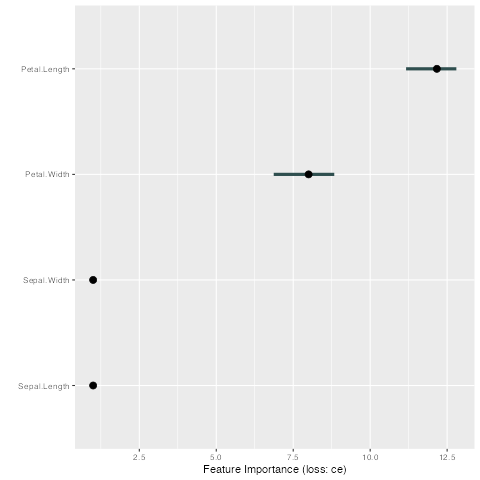 Petal.Length
Petal.Width
Sepal.Width
Sepal.Length
2.5 5.0 7.5 10.0 12.5
Feature Importance (loss: ce)